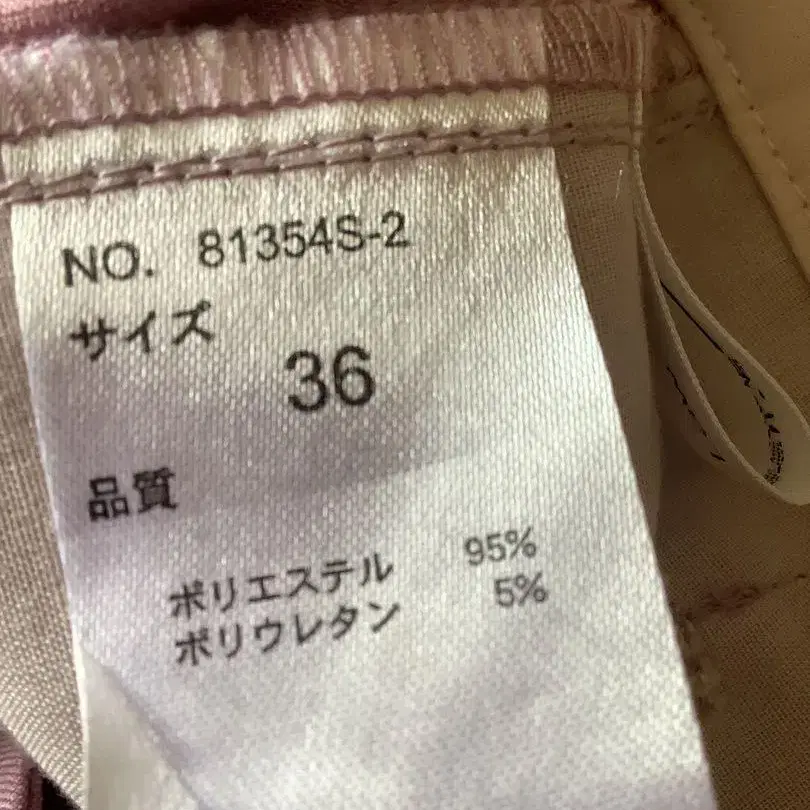 NO. 81354S-2
サイズ
36
品質
ポリエステル 95%
ポリウレタン 5%